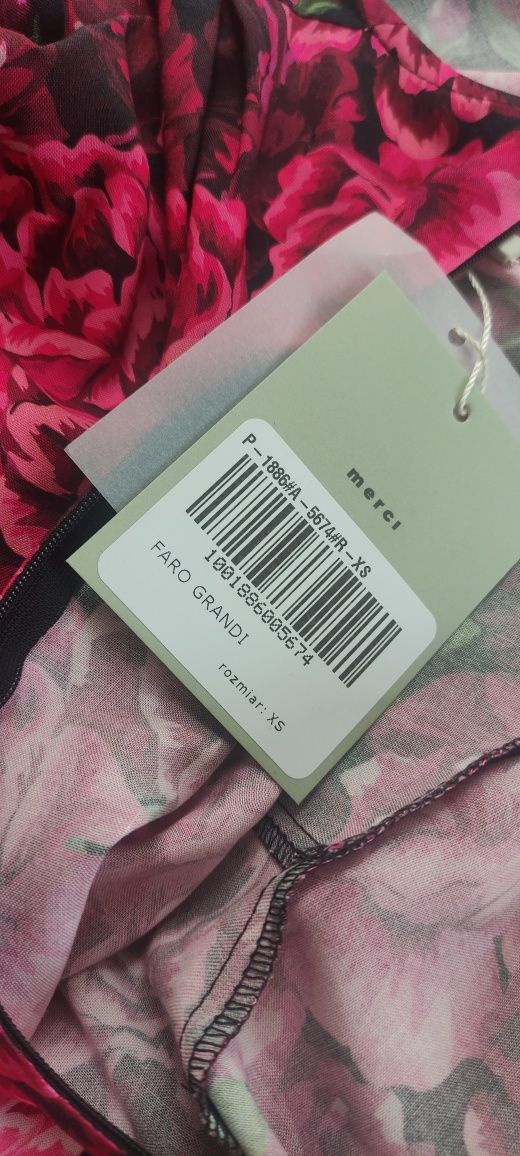 merci
P-1886#A-5674#R-XS
1001886005674
FARO GRANDI
rozmiar: XS